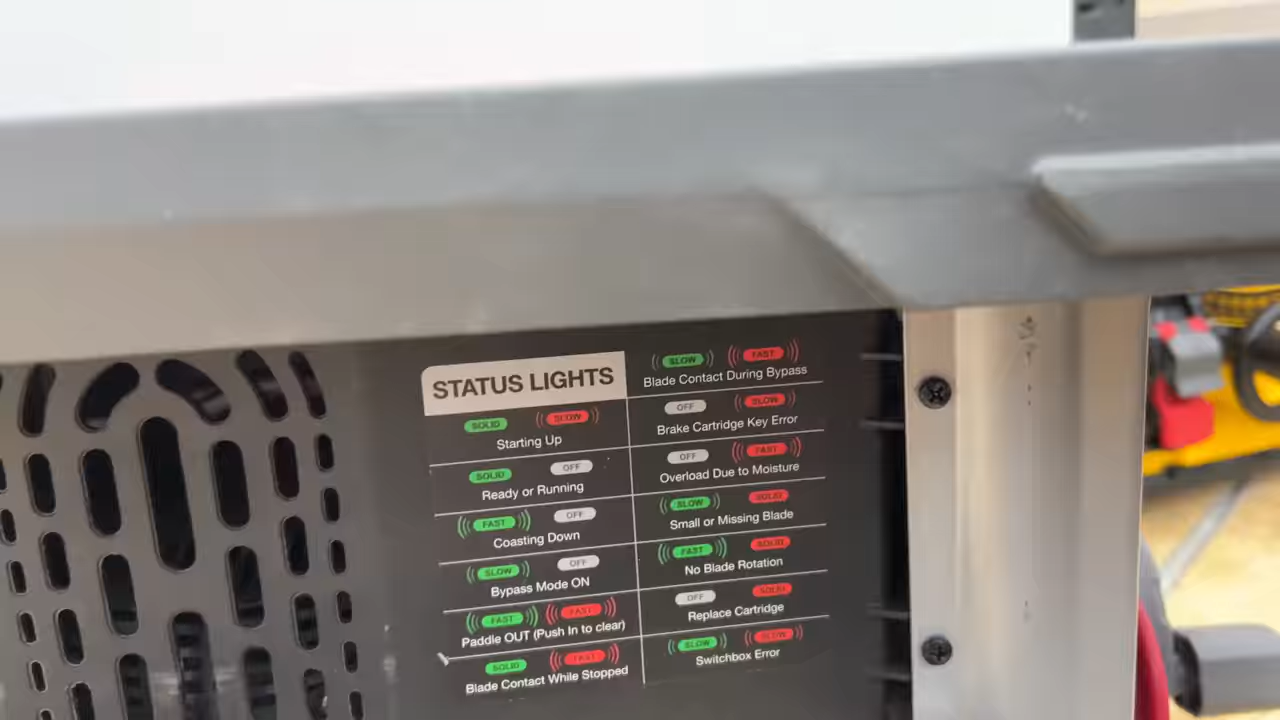 STATUS LIGHTS
SOLID SLOW
Starting Up
SOLID OFF
Ready or Running
FAST OFF
Coasting Down
SLOW OFF
Bypass Mode ON
FAST FAST
Paddle OUT (Push In to clear)
SOLID FAST
Blade Contact While Stopped
SLOW FAST
Blade Contact During Bypass
OFF SLOW
Brake Cartridge Key Error
OFF FAST
Overload Due to Moisture
SLOW SOLID
Small or Missing Blade
FAST SOLID
No Blade Rotation
OFF SOLID
Replace Cartridge
SLOW SLOW
Switchbox Error